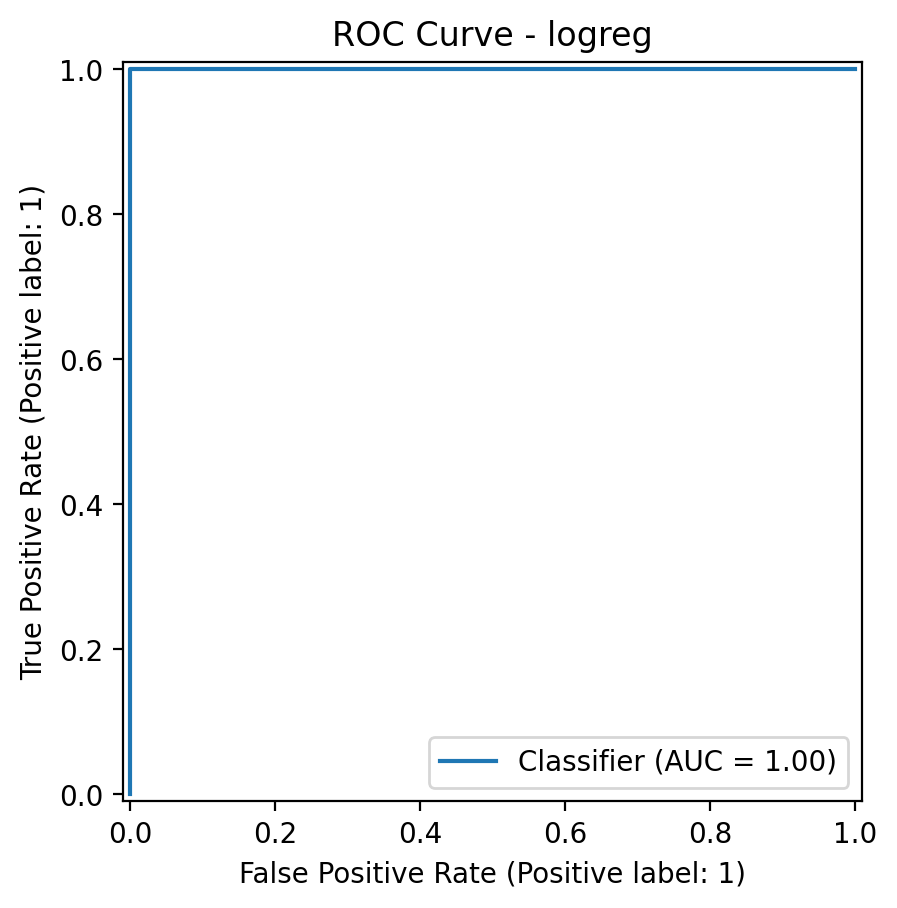 ROC Curve - logreg
True Positive Rate (Positive label: 1)
1.0
0.8
0.6
0.4
0.2
0.0
Classifier (AUC = 1.00)
0.0 0.2 0.4 0.6 0.8 1.0
False Positive Rate (Positive label: 1)